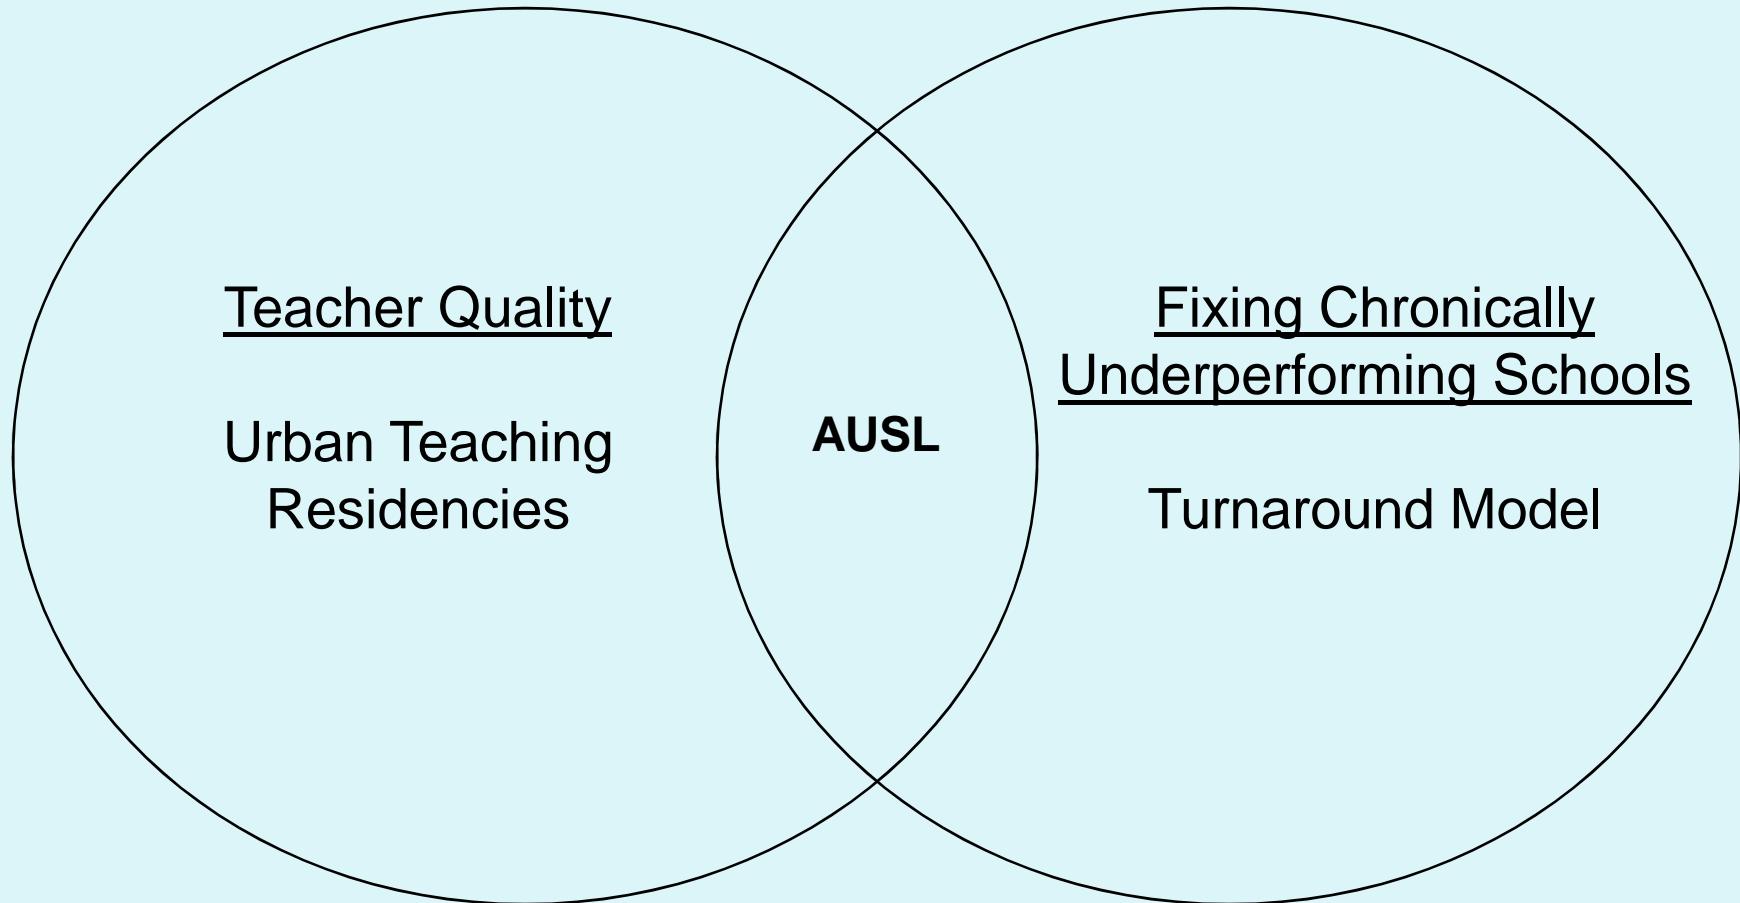 Teacher Quality
Urban Teaching
Residencies
AUSL
Fixing Chronically
Underperforming Schools
Turnaround Model